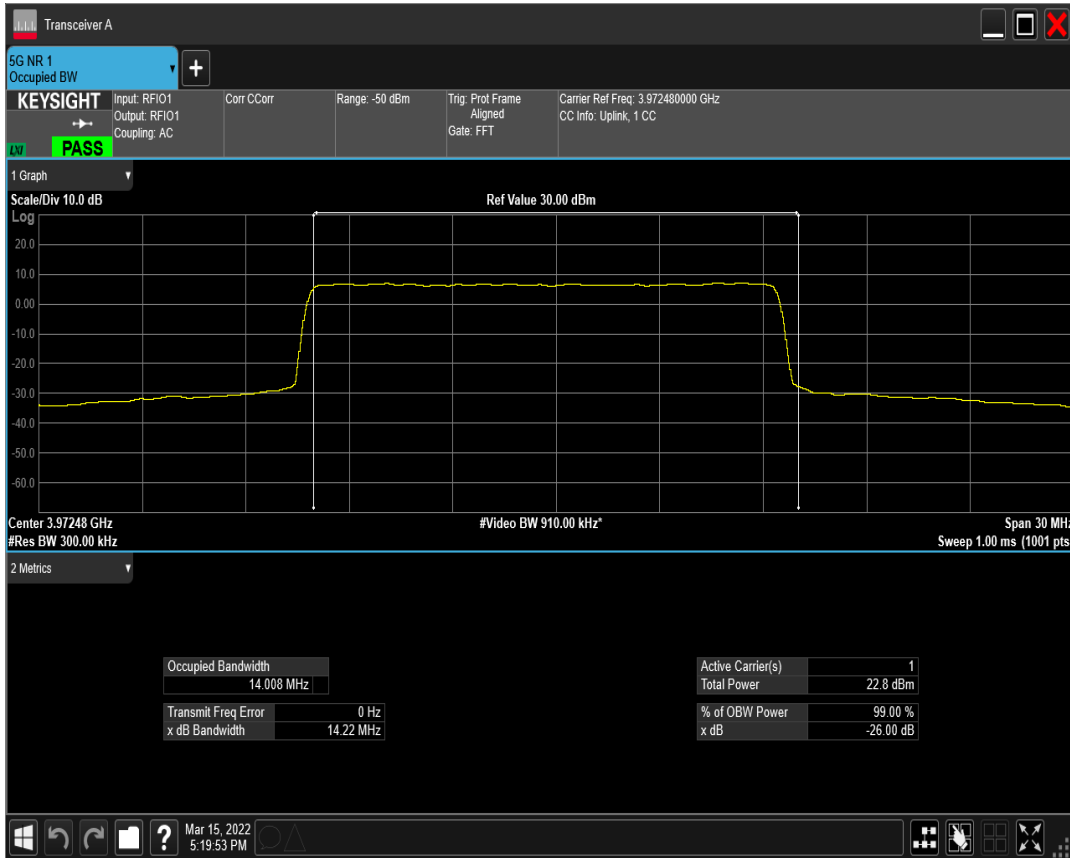 Transceiver A
5G NR 1
Occupied BW
KEYSIGHT
Input: RFIO1
Output: RFIO1
Coupling: AC
Corr CCorr
Range: -50 dBm
Trig: Prot Frame
Aligned
Gate: FFT
Carrier Ref Freq: 3.972480000 GHz
CC Info: Uplink, 1 CC
LXI
PASS
1 Graph
Scale/Div 10.0 dB
Ref Value 30.00 dBm
Log
20.0
10.0
0.00
-10.0
-20.0
-30.0
-40.0
-50.0
-60.0
Center 3.97248 GHz
#Video BW 910.00 kHz*
Span 30 MHz
#Res BW 300.00 kHz
Sweep 1.00 ms (1001 pts
2 Metrics
Occupied Bandwidth
14.008 MHz
Transmit Freq Error 0 Hz
x dB Bandwidth 14.22 MHz
Active Carrier(s) 1
Total Power 22.8 dBm
% of OBW Power 99.00 %
x dB -26.00 dB
Mar 15, 2022
5:19:53 PM